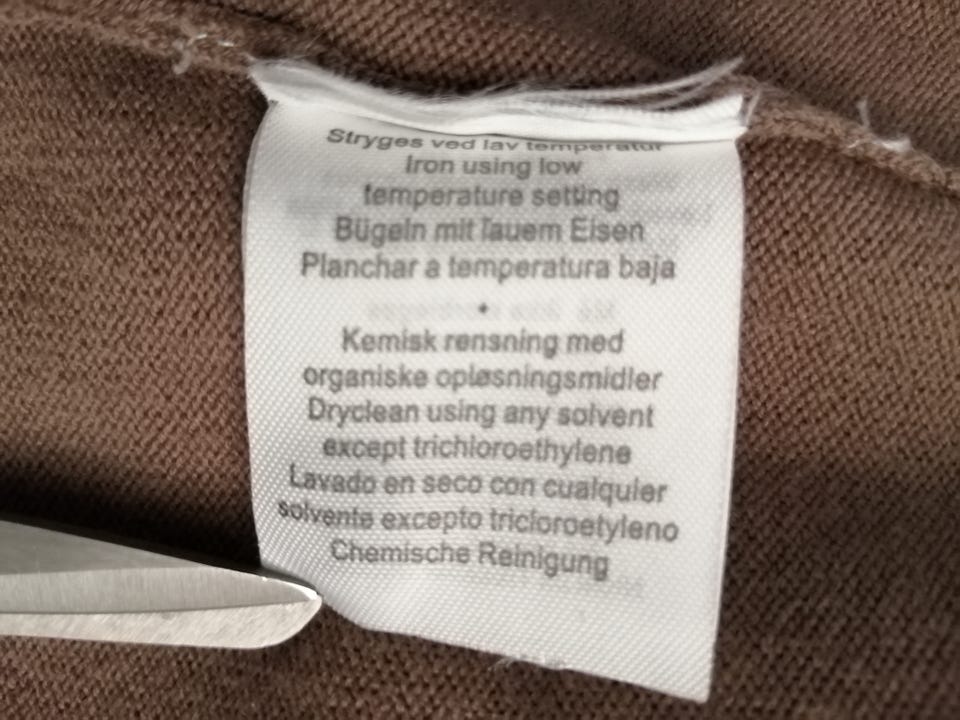 Stryges ved lav temperatur
Iron using low
temperature setting
Bügeln mit lauem Eisen
Planchar a temperatura baja
•
Kemisk rensning med
organiske opløsningsmidler
Dryclean using any solvent
except trichloroethylene
Lavado en seco con cualquier
solvente excepto tricloroetyleno
Chemische Reinigung